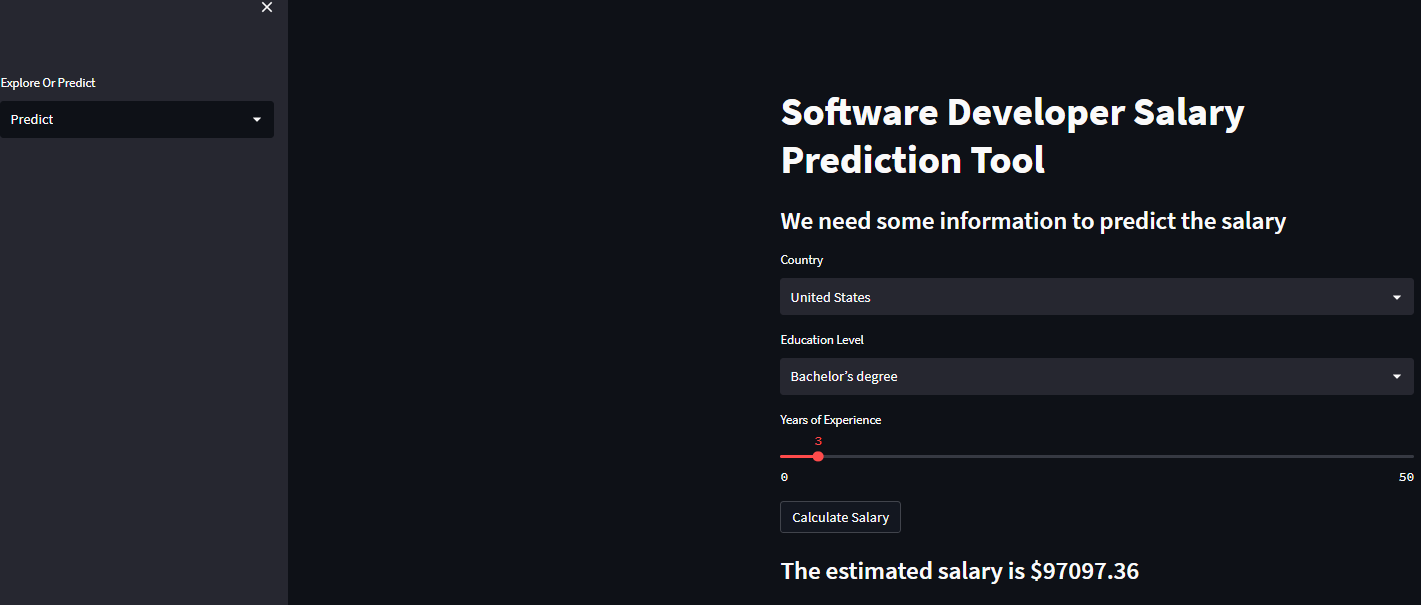 Explore Or Predict
Predict
Software Developer Salary
Prediction Tool
We need some information to predict the salary
Country
United States
Education Level
Bachelor’s degree
Years of Experience
3
0 50
Calculate Salary
The estimated salary is $97097.36